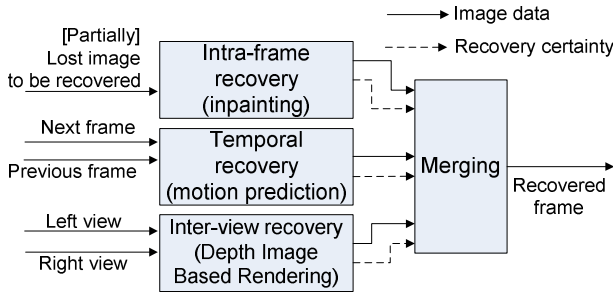 [Partially]
Lost image
to be recovered
Intra-frame
recovery
(inpainting)
Image data
Recovery certainty
Next frame
Previous frame
Temporal
recovery
(motion prediction)
Merging
Recovered
frame
Left view
Right view
Inter-view recovery
(Depth Image
Based Rendering)